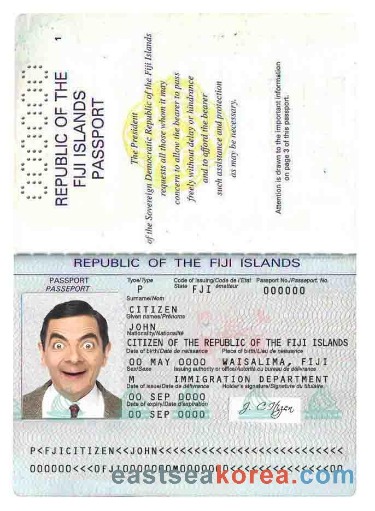 1
REPUBLIC OF THE
FIJI ISLANDS
PASSPORT
The President
of the Sovereign Democratic Republic of the Fiji Islands
requests all those whom it may
concern to allow the bearer to pass
freely without delay or hindrance
and to afford the bearer
such assistance and protection
as may be necessary.
Attention is drawn to the important information
on page 3 of this passport.
REPUBLIC OF THE FIJI ISLANDS
PASSPORT
PASSEPORT
Type/Type Code of Issuing/Code de l'Etat Passport No./Passeport No.
State émetteur
P FJI 000000
Surname/Nom
CITIZEN
Given names/Prénoms
JOHN
Nationality/Nationalité
CITIZEN OF THE REPUBLIC OF THE FIJI ISLANDS
Date of birth/Date de naissance Place of birth/Lieu de naissance
00 MAY 0000 WAISALIMA, FIJI
Sex/Sexe Issuing authority or office/Autorité ou bureau de délivrance
M IMMIGRATION DEPARTMENT
Date of issue/Date de délivrance Holder's signature/Signature du titulaire
00 SEP 0000
Date of expiry/Date d'expiration
00 SEP 0000
J. Citizen
P<FJICITIZEN<<JOHN<<<<<<<<<<<<<<<<<<<<<<<<<<
eastseakorea.com